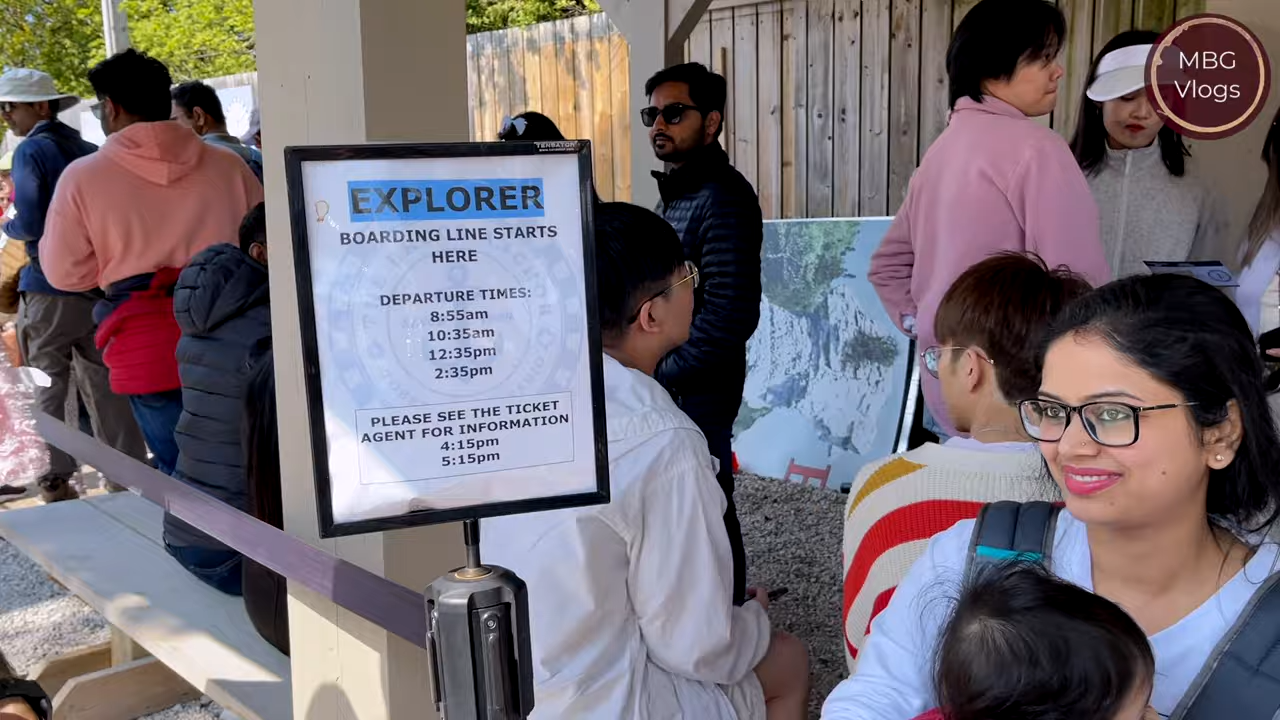 MBG
Vlogs
TENSATOR
EXPLORER
BOARDING LINE STARTS
HERE
DEPARTURE TIMES:
8:55am
10:35am
12:35pm
2:35pm
PLEASE SEE THE TICKET
AGENT FOR INFORMATION
4:15pm
5:15pm